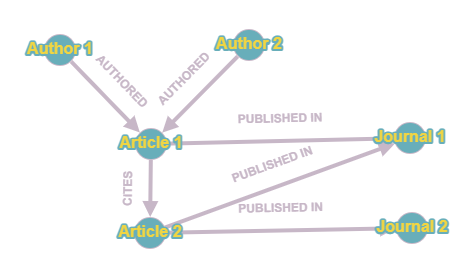 Author 1
Author 2
AUTHORED
AUTHORED
Article 1
PUBLISHED IN
Journal 1
CITES
PUBLISHED IN
Article 2
PUBLISHED IN
Journal 2